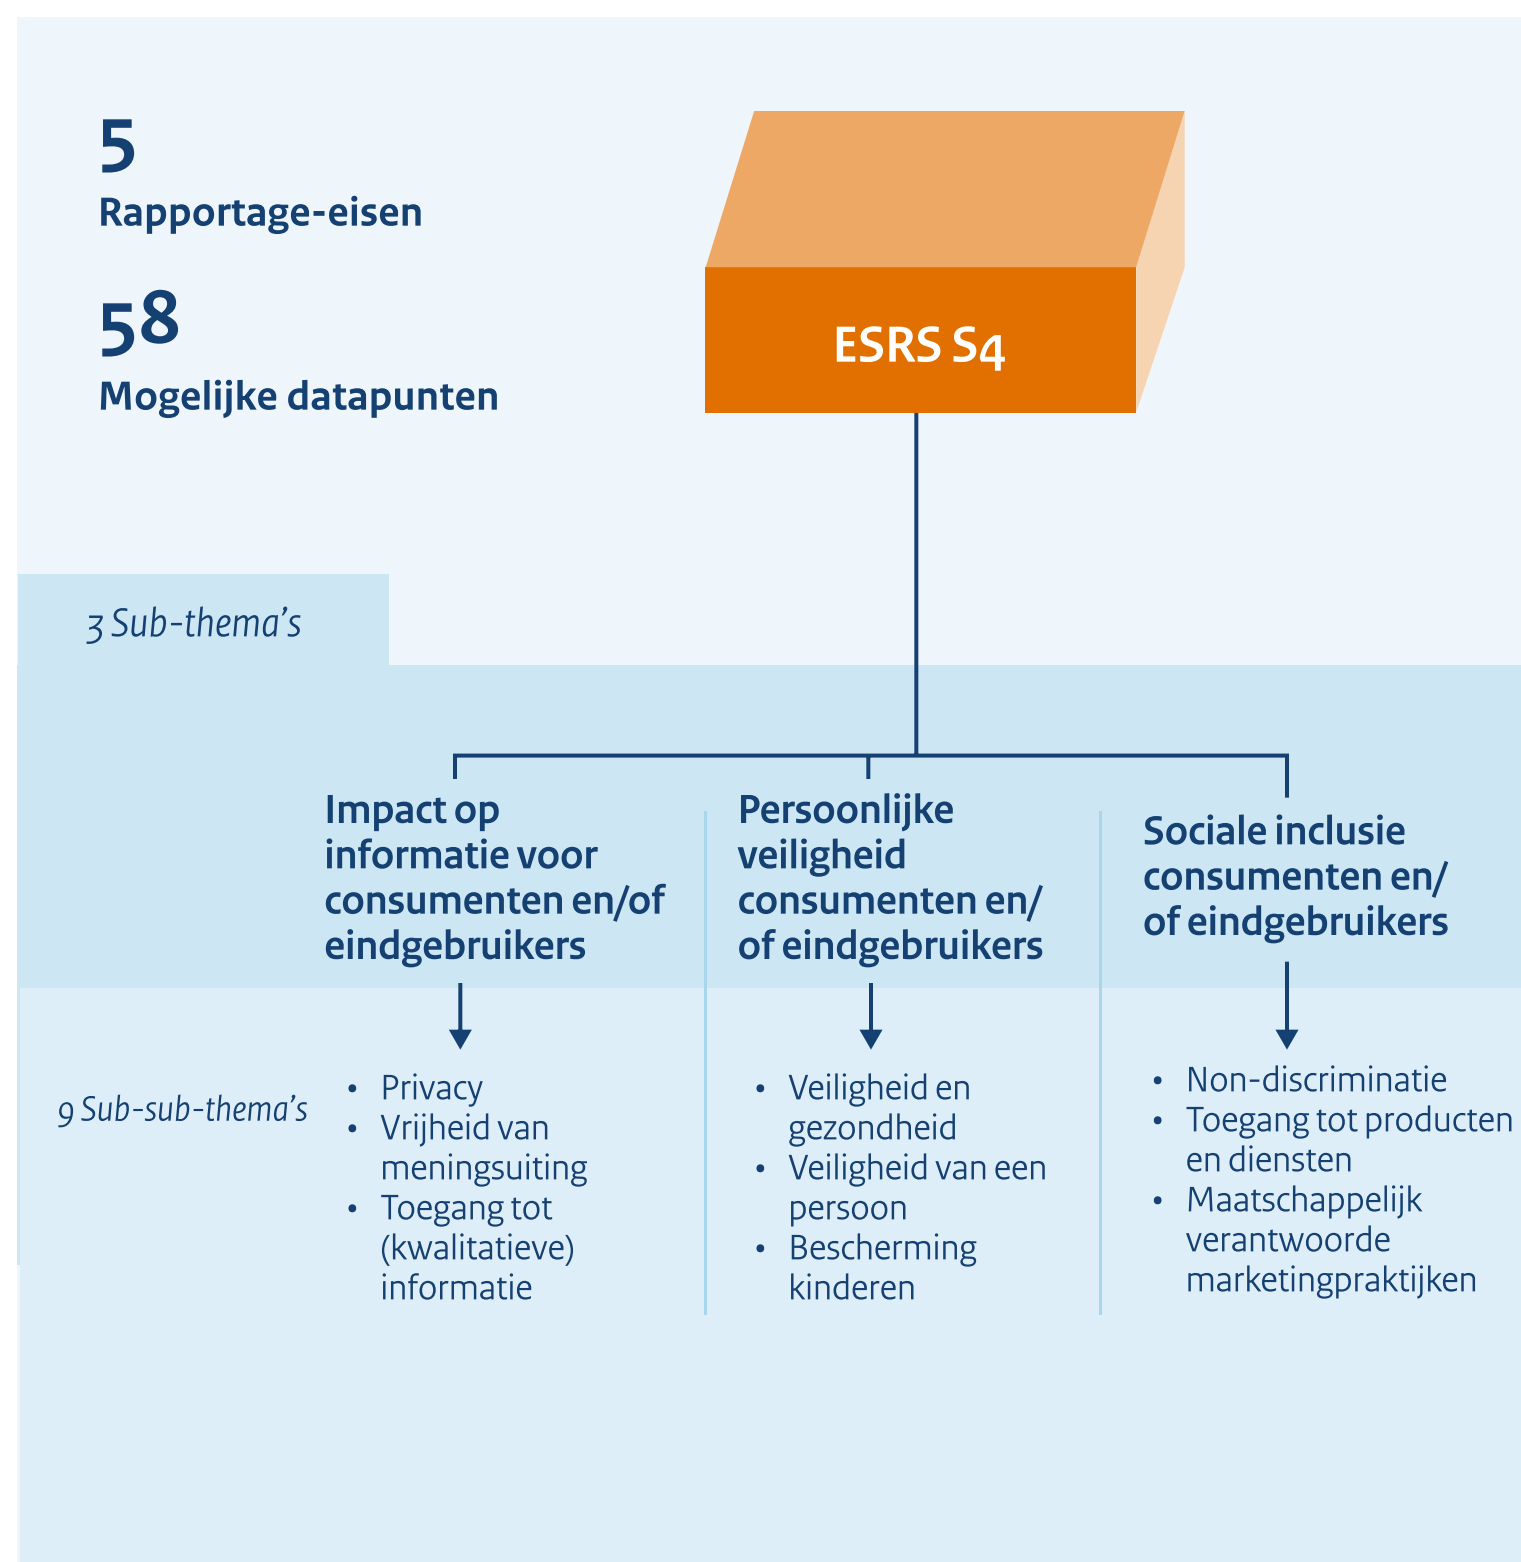 5
Rapportage-eisen
58
Mogelijke datapunten
ESRS S4
3 Sub-thema’s
Impact op
informatie voor
consumenten en/of
eindgebruikers
Persoonlijke
veiligheid
consumenten en/
of eindgebruikers
Sociale inclusie
consumenten en/
of eindgebruikers
9 Sub-sub-thema’s
• Privacy
• Vrijheid van
meningsuiting
• Toegang tot
(kwalitatieve)
informatie
• Veiligheid en
gezondheid
• Veiligheid van een
persoon
• Bescherming
kinderen
• Non-discriminatie
• Toegang tot producten
en diensten
• Maatschappelijk
verantwoorde
marketingpraktijken